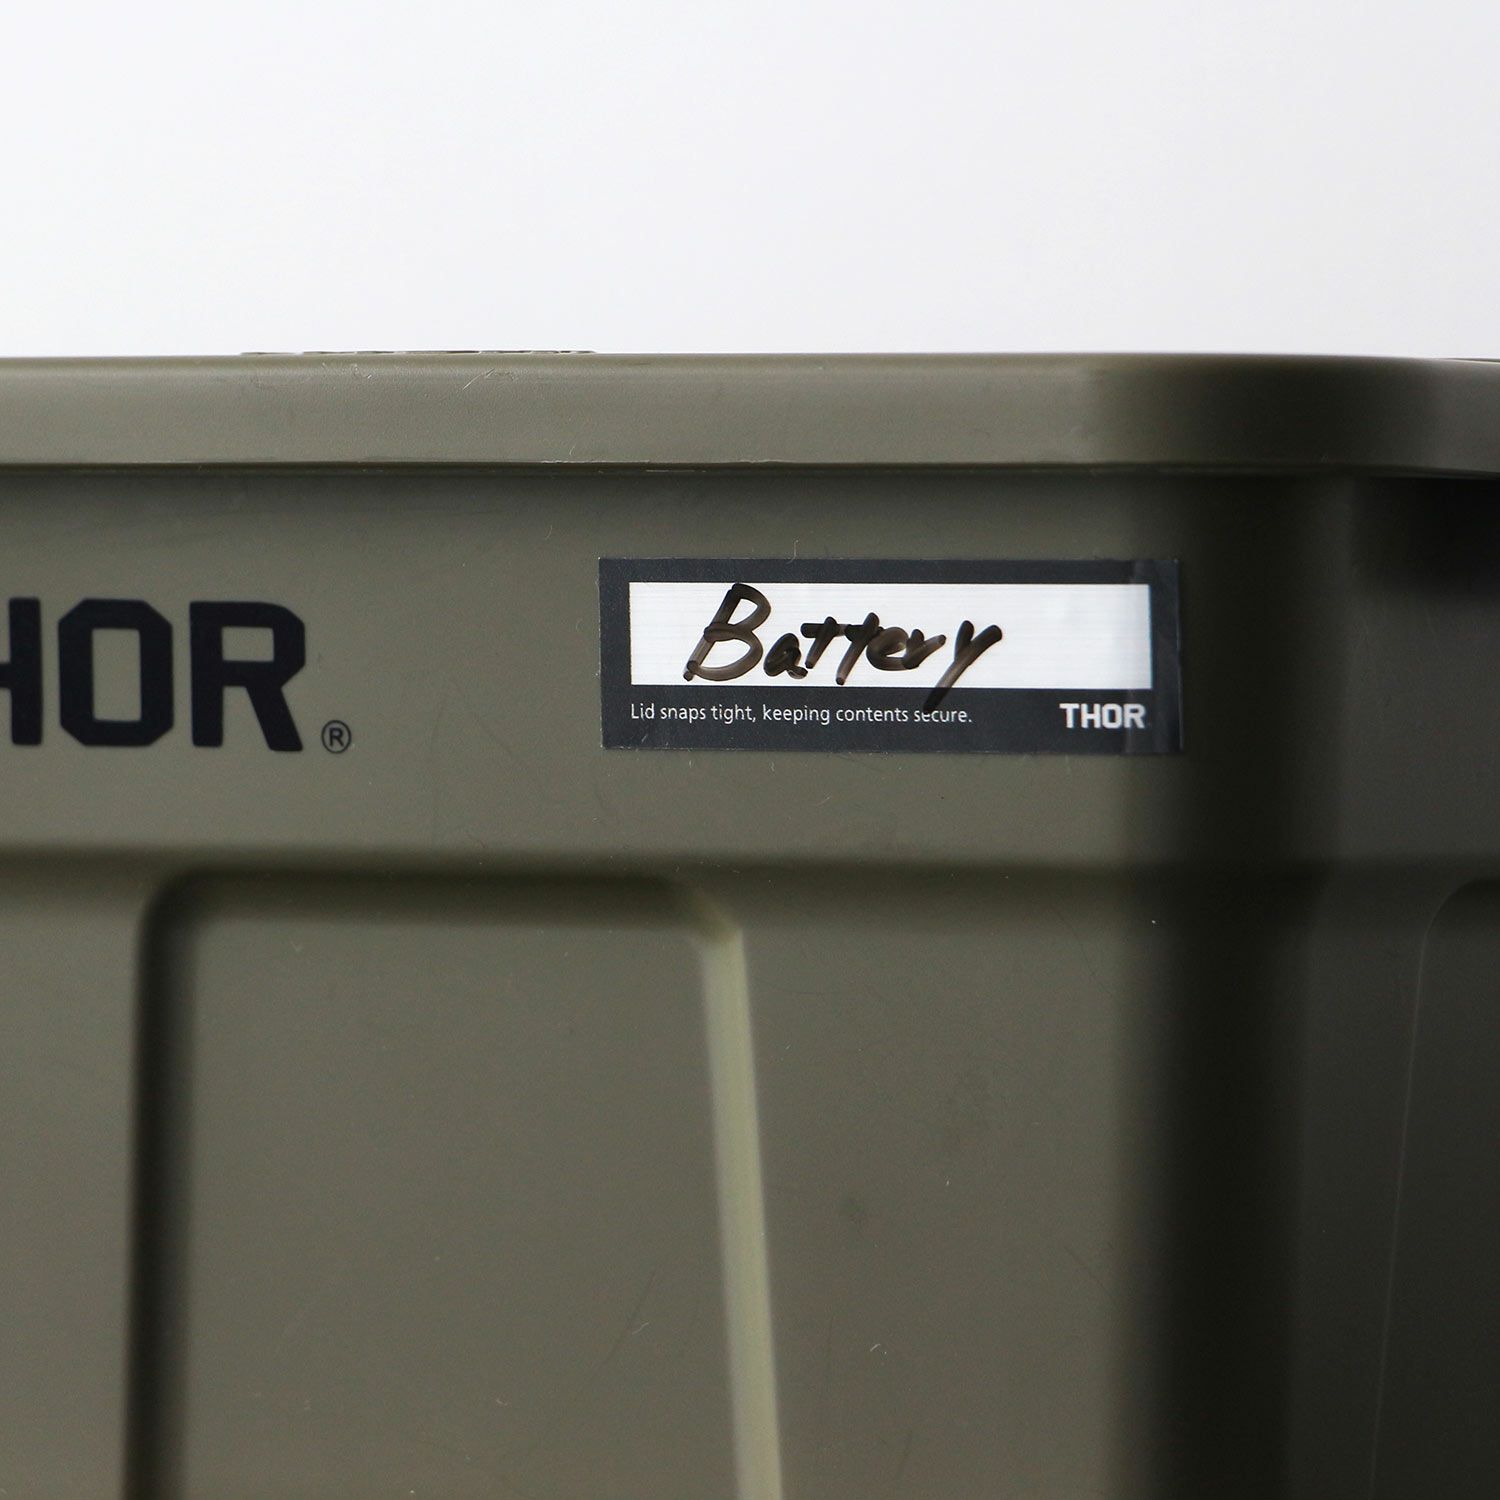 HOR®
Battery
Lid snaps tight, keeping contents secure.
THOR